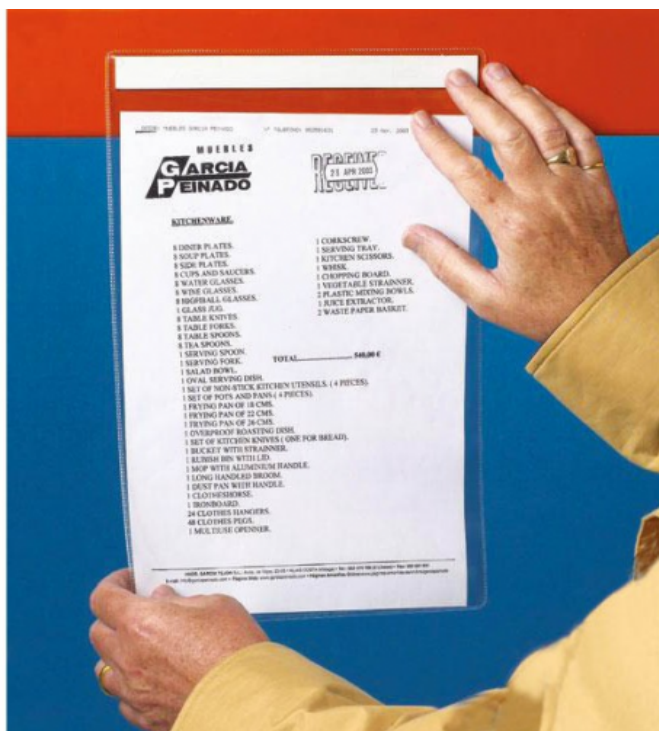 MUEBLES GARCIA PEINADO
MUEBLES
GARCIA
PEINADO
RECEIVE
23 APR 2003
KITCHENWARE.
8 DINER PLATES.
8 SOUP PLATES.
8 SIDE PLATES.
8 CUPS AND SAUCERS.
8 WATER GLASSES.
8 WINE GLASSES.
8 HIGHBALL GLASSES.
1 GLASS JUG.
8 TABLE KNIVES.
8 TABLE FORKS.
8 TABLE SPOONS.
8 TEA SPOONS.
1 SERVING SPOON.
1 SERVING FORK.
1 SALAD BOWL.
1 OVAL SERVING DISH.
1 SET OF NON-STICK KITCHEN UTENSILS. ( 4 PIECES).
1 SET OF POTS AND PANS ( 4 PIECES).
1 FRYING PAN OF 18 CMS.
1 FRYING PAN OF 22 CMS.
1 FRYING PAN OF 26 CMS.
1 OVERPROOF ROASTING DISH.
1 SET OF KITCHEN KNIVES ( ONE FOR BREAD).
1 BUCKET WITH STRAINNER.
1 RUBISH BIN WITH LID.
1 MOP WITH ALUMINIUM HANDLE.
1 LONG HANDLED BROOM.
1 DUST PAN WITH HANDLE.
1 CLOTHESHORSE.
1 IRONBOARD.
24 CLOTHES HANGERS.
48 CLOTHES PEGS.
1 MULTIUSE OPENNER.
1 CORKSCREW.
1 SERVING TRAY.
1 KITCHEN SCISSORS.
1 WHISK.
1 CHOPPING BOARD.
1 VEGETABLE STRAINNER.
2 PLASTIC MIXING BOWLS.
1 JUICE EXTRACTOR.
2 WASTE PAPER BASKET.
TOTAL.......................... 540,00 €